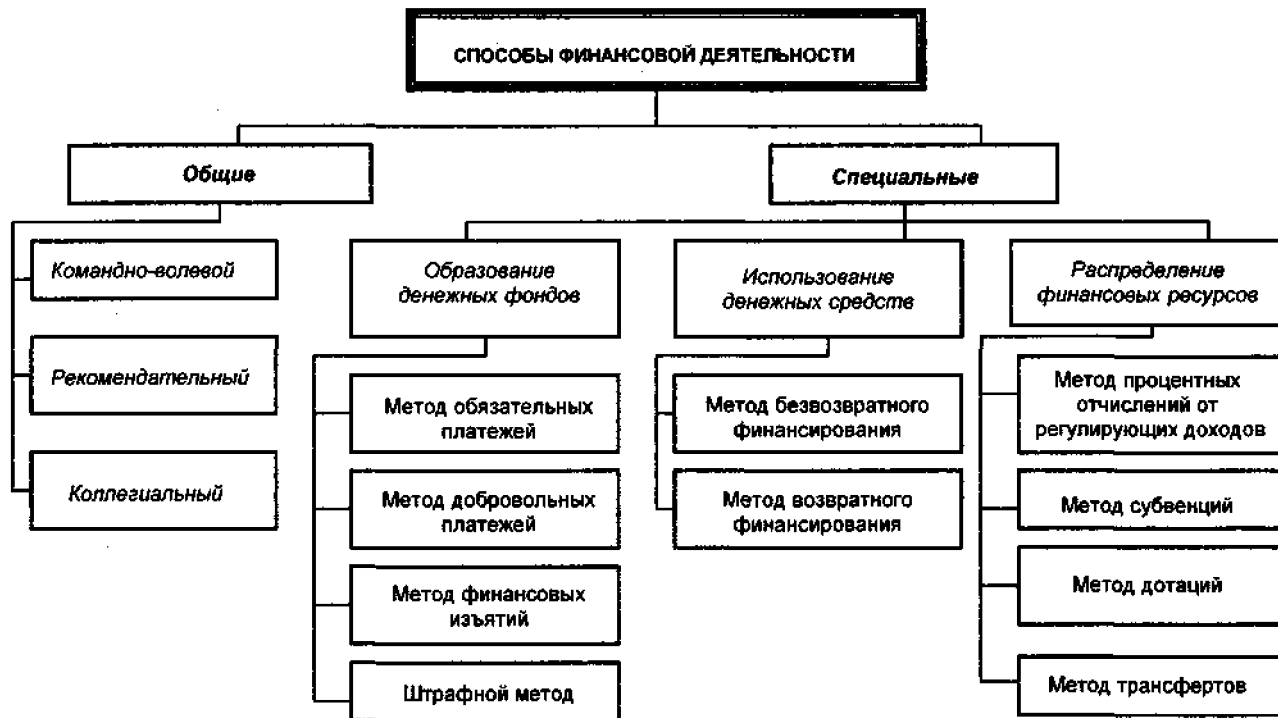 СПОСОБЫ ФИНАНСОВОЙ ДЕЯТЕЛЬНОСТИ
Общие
Командно-волевой
Рекомендательный
Коллегиальный
Специальные
Образование
денежных фондов
Метод обязательных
платежей
Метод добровольных
платежей
Метод финансовых
изъятий
Штрафной метод
Использование
денежных средств
Метод безвозвратного
финансирования
Метод возвратного
финансирования
Распределение
финансовых ресурсов
Метод процентных
отчислений от
регулирующих доходов
Метод субвенций
Метод дотаций
Метод трансфертов